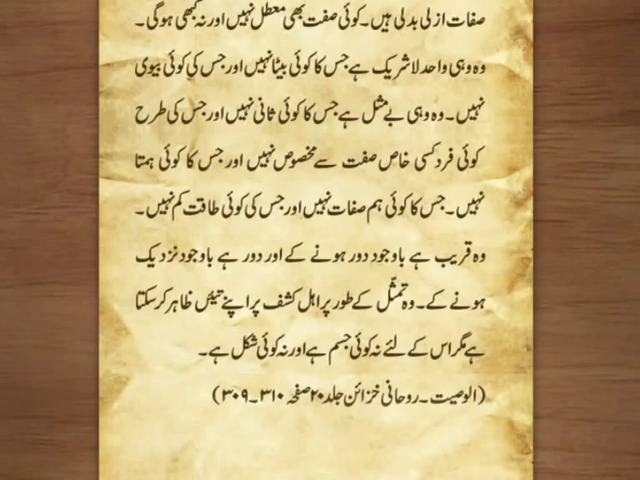 صفات ازلی ابدی ہیں۔ کوئی صفت بھی معطل نہیں اور نہ کبھی ہوگی۔
وہ وہی واحد لاشریک ہے جس کا کوئی بیٹا نہیں اور جس کی کوئی بیوی
نہیں۔ وہ وہی بے مثل ہے جس کا کوئی ثانی نہیں اور جس کی طرح
کوئی فرد کسی خاص صفت سے مخصوص نہیں اور جس کا کوئی ہمتا
نہیں۔ جس کا کوئی ہم صفات نہیں اور جس کی کوئی طاقت کم نہیں۔
وہ قریب ہے باوجود دور ہونے کے اور دور ہے باوجود نزدیک
ہونے کے۔ وہ تمثّل کے طور پر اہل کشف پر اپنے تیئں ظاہر کر سکتا
ہے مگر اس کے لئے نہ کوئی جسم ہے اور نہ کوئی شکل ہے۔
(الوصیت۔ روحانی خزائن جلد ۲۰ صفحہ ۳۱۰۔۳۰۹)